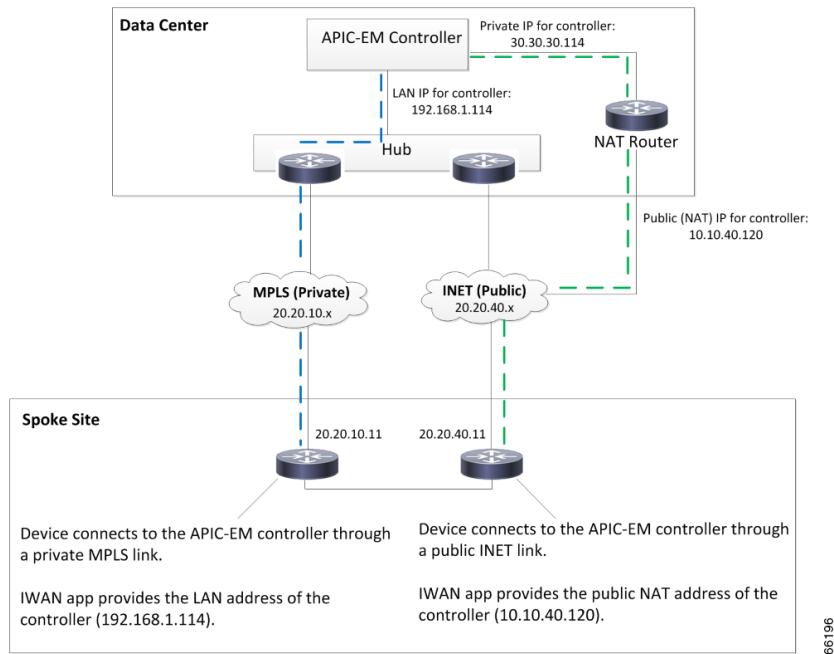 Data Center
APIC-EM Controller
Private IP for controller:
30.30.30.114
LAN IP for controller:
192.168.1.114
Hub
NAT Router
Public (NAT) IP for controller:
10.10.40.120
MPLS (Private)
20.20.10.x
INET (Public)
20.20.40.x
Spoke Site
20.20.10.11
20.20.40.11
Device connects to the APIC-EM controller through
a private MPLS link.
IWAN app provides the LAN address of the
controller (192.168.1.114).
Device connects to the APIC-EM controller through
a public INET link.
IWAN app provides the public NAT address of the
controller (10.10.40.120).
66196